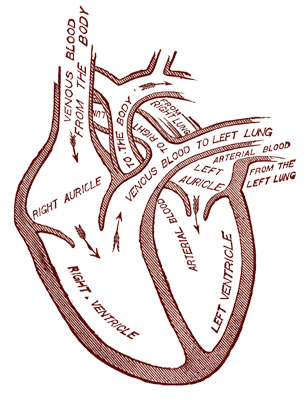 VENOUS BLOOD
FROM THE BODY
TO THE BODY
FROM
RIGHT LUNG
TO RIGHT
LU
VENOUS BLOOD TO LEFT LUNG
ARTERIAL BLOOD
FROM THE
LEFT LUNG
RIGHT AURICLE
LEFT
AURICLE
ARTERIAL BLOOD
RIGHT VENTRICLE
LEFT VENTRICLE